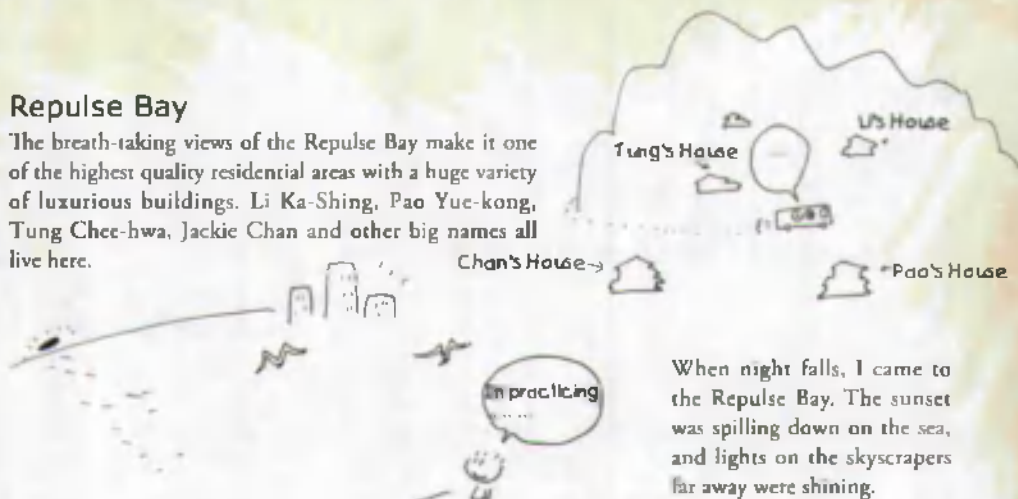 Repulse Bay
The breath-taking views of the Repulse Bay make it one
of the highest quality residential areas with a huge variety
of luxurious buildings. Li Ka-Shing, Pao Yue-kong,
Tung Chee-hwa, Jackie Chan and other big names all
live here.
Li's House
Tung's House
Chan's House→
Pao's House
In practicing
......
When night falls, I came to
the Repulse Bay. The sunset
was spilling down on the sea,
and lights on the skyscrapers
far away were shining.